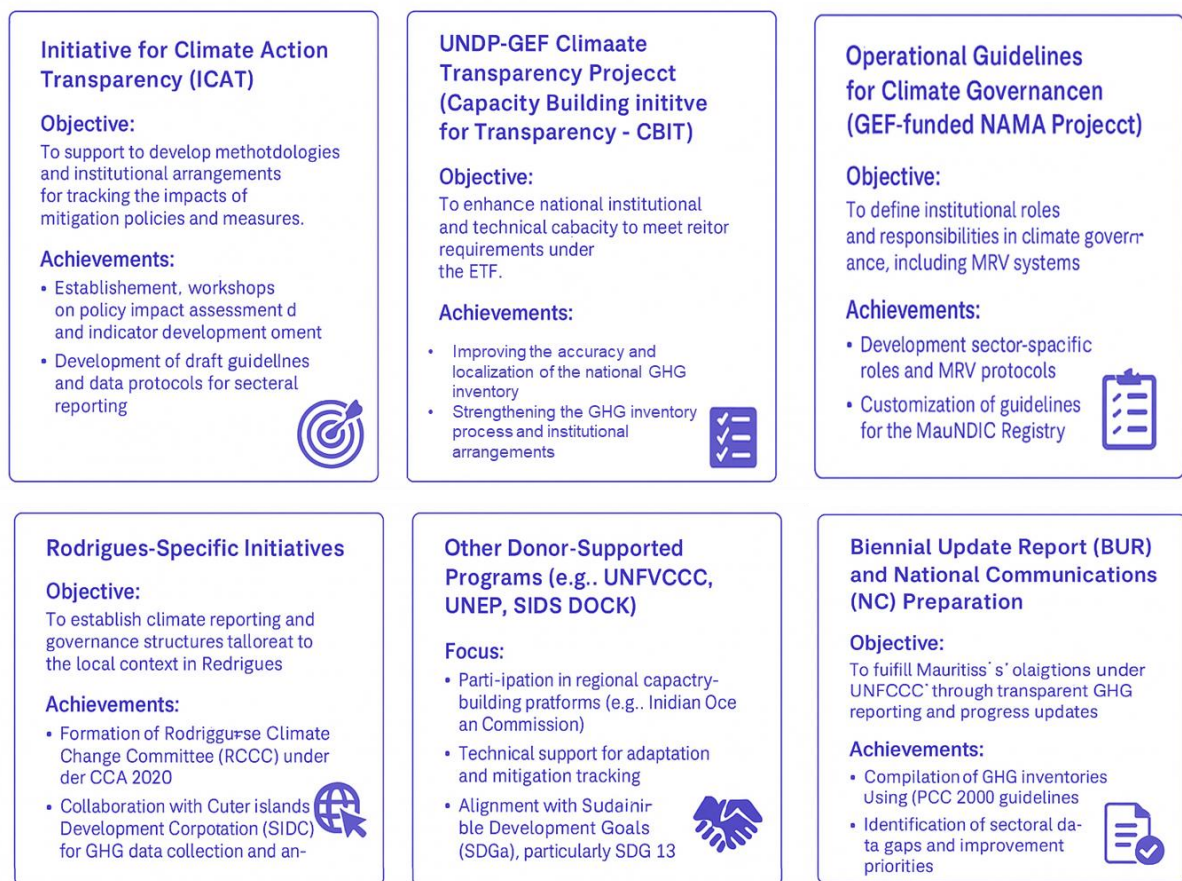 Initiative for Climate Action
Transparency (ICAT)
Objective:
To support to develop methotdologies
and institutional arrangements
for tracking the impacts of
mitigation policies and measures.
Achievements:
• Establishement, workshops
on policy impact assessment d
and indicator development oment
• Development of draft guidellnes
and data protocols for secteral
reporting
UNDP-GEF Climaate
Transparency Projecct
(Capacity Building inititve
for Transparency - CBIT)
Objective:
To enhance national institutional
and technical capacity to meet reitor
requirements under
the ETF.
Achievements:
• Improving the accuracy and
localization of the national GHG
inventory
• Strengthening the GHG inventory
process and institutional
arrangements
Operational Guidelines
for Climate Governancen
(GEF-funded NAMA Projecct)
Objective:
To define institutional roles
and responsibilities in climate govern-
ance, including MRV systems
Achievements:
• Development sector-spacific
roles and MRV protocols
• Customization of guidelines
for the MauNDIC Registry
Rodrigues-Specific Initiatives
Objective:
To establish climate reporting and
governance structures talloreat to
the local context in Redrigues
Achievements:
• Formation of Rodriggurse Climate
Change Committee (RCCC) under
der CCA 2020
• Collaboration with Cuter islands
Development Corpotation (SIDC)
for GHG data collection and an-
Other Donor-Supported
Programs (e.g.. UNFVCCC,
UNEP, SIDS DOCK)
Focus:
• Parti-ipation in regional capactry-
building pratforms (e.g.. Inidian Oce
an Commission)
• Technical support for adaptation
and mitigation tracking
• Alignment with Sudainir
ble Development Goals
(SDGa), particularly SDG 13
Biennial Update Report (BUR)
and National Communications
(NC) Preparation
Objective:
To fuifill Mauritiss's' olaigtions under
UNFCCC' through transparent GHG
reporting and progress updates
Achievements:
• Compilation of GHG inventories
Using (PCC 2000 guidelines
• Identification of sectoral da-
ta gaps and improvement
priorities